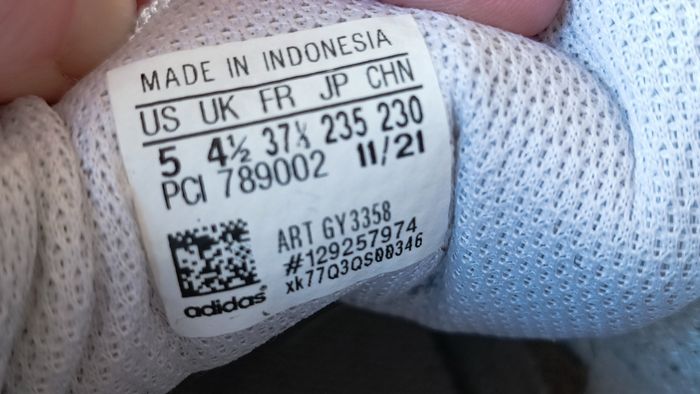 MADE IN INDONESIA
US UK FR JP CHN
5 4½ 37⅓ 235 230
PCI 789002 11/21
ART GY3358
#129257974
xk77Q3QS00346
adidas